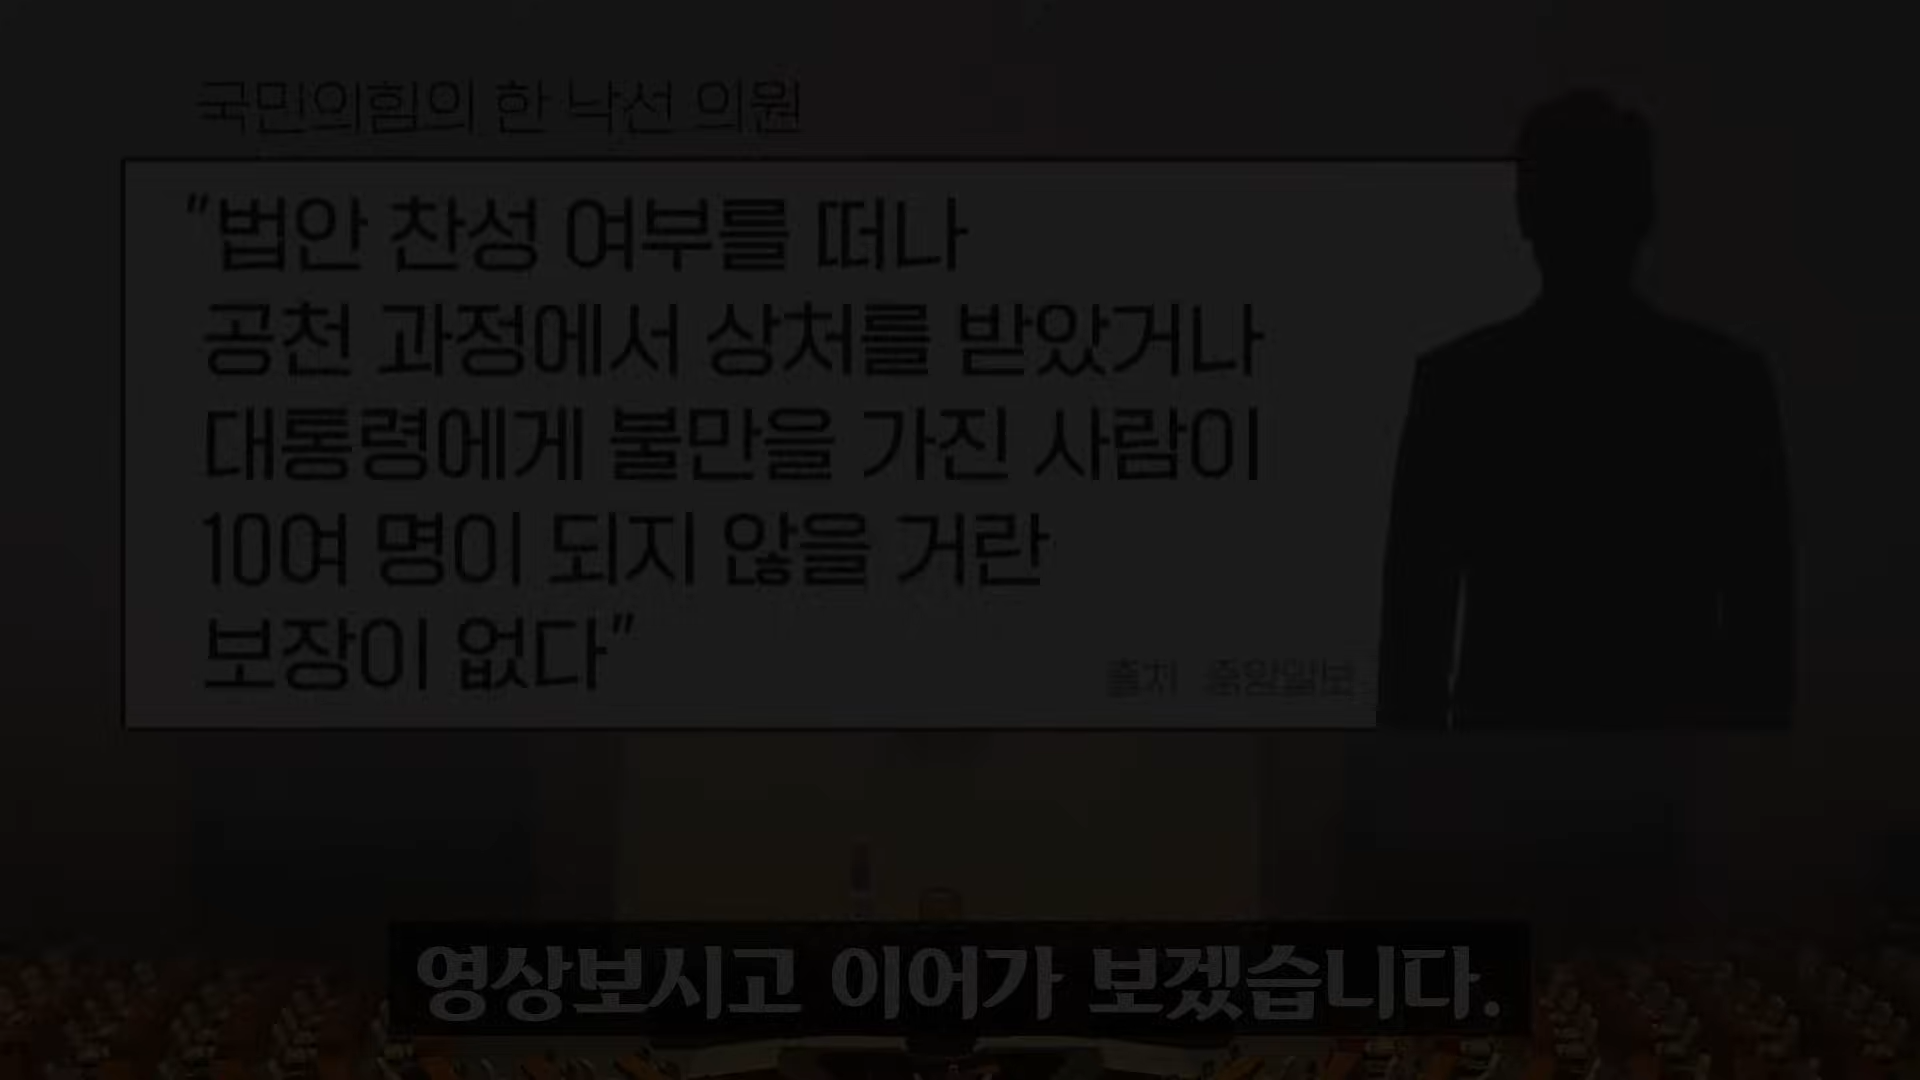 국민의힘의 한 낙선 의원
"법안 찬성 여부를 떠나
공천 과정에서 상처를 받았거나
대통령에게 불만을 가진 사람이
10여 명이 되지 않을 거란
보장이 없다"
출처 중앙일보
영상보시고 이어가 보겠습니다.